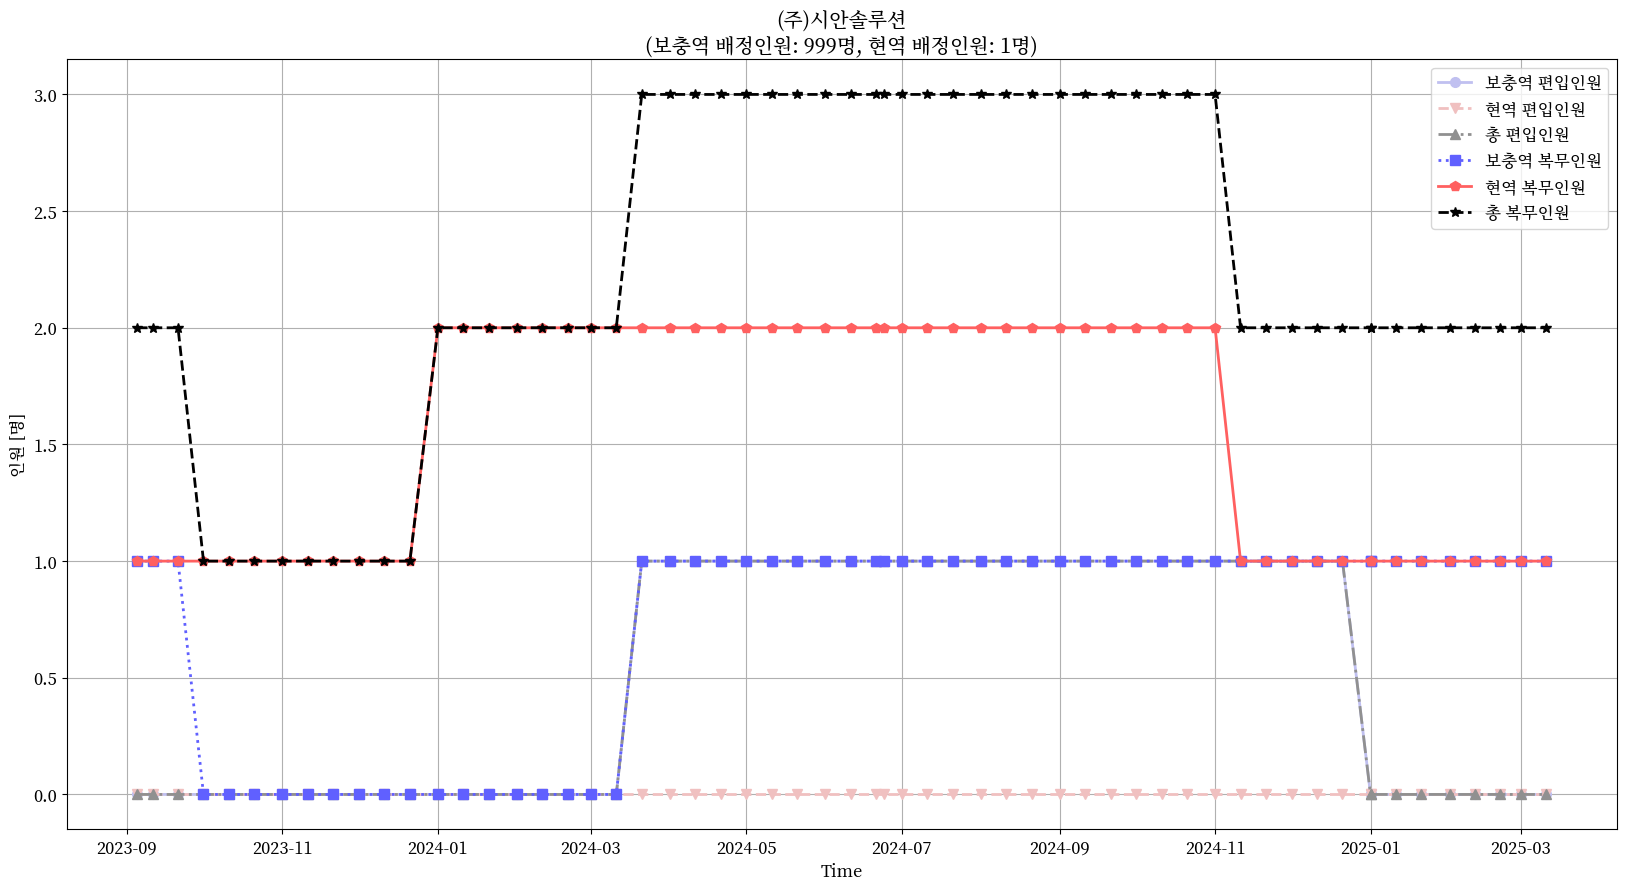 (주)시안솔루션
(보충역 배정인원: 999명, 현역 배정인원: 1명)
보충역 편입인원
현역 편입인원
총 편입인원
보충역 복무인원
현역 복무인원
총 복무인원
인원 [명]
3.0
2.5
2.0
1.5
1.0
0.5
0.0
2023-09
2023-11
2024-01
2024-03
2024-05
2024-07
2024-09
2024-11
2025-01
2025-03
Time